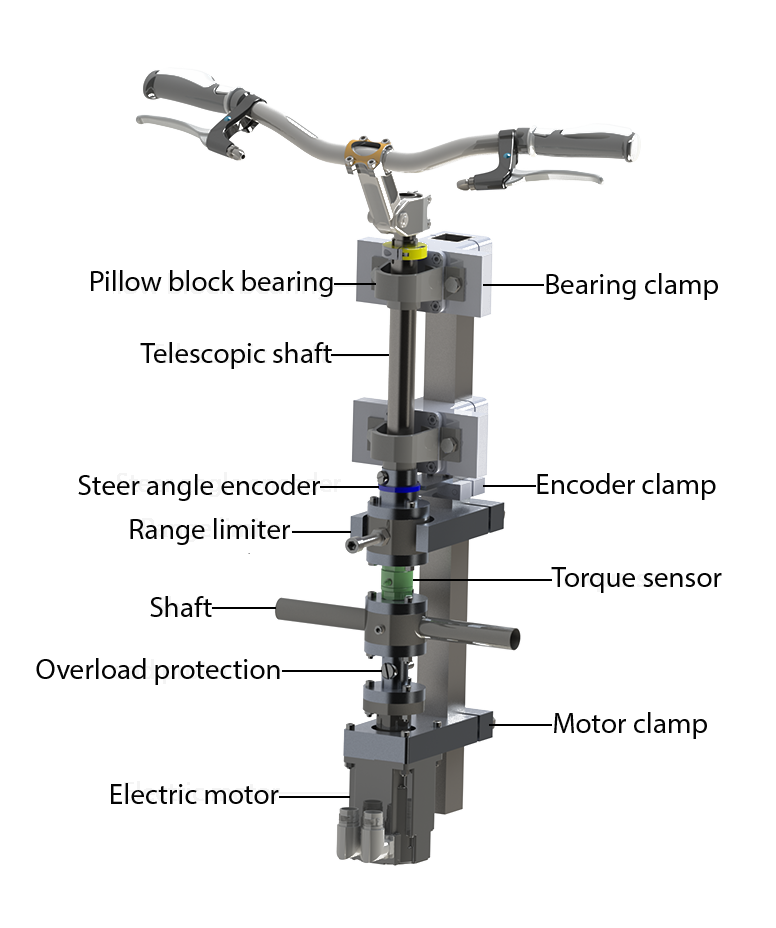 Pillow block bearing
Bearing clamp
Telescopic shaft
Steer angle encoder
Encoder clamp
Range limiter
Torque sensor
Shaft
Overload protection
Motor clamp
Electric motor